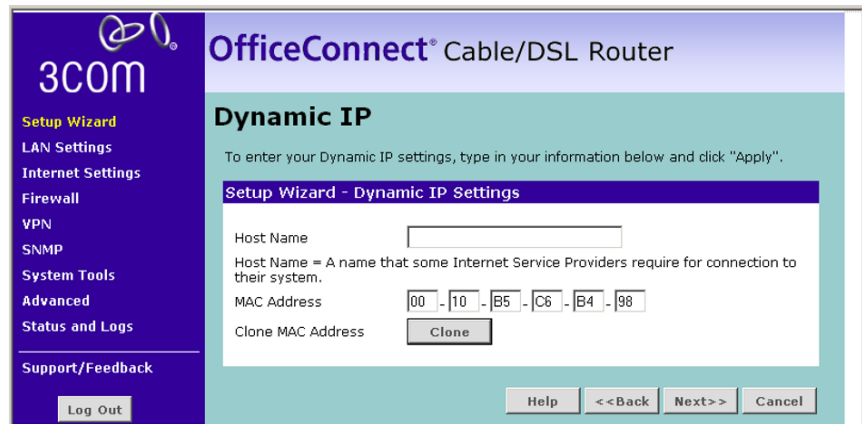 3COM
OfficeConnect® Cable/DSL Router
Setup Wizard
LAN Settings
Internet Settings
Firewall
VPN
SNMP
System Tools
Advanced
Status and Logs
Support/Feedback
Log Out
Dynamic IP
To enter your Dynamic IP settings, type in your information below and click "Apply".
Setup Wizard - Dynamic IP Settings
Host Name
Host Name = A name that some Internet Service Providers require for connection to
their system.
MAC Address 00 - 10 - B5 - C6 - B4 - 98
Clone MAC Address Clone
Help <<Back Next>> Cancel